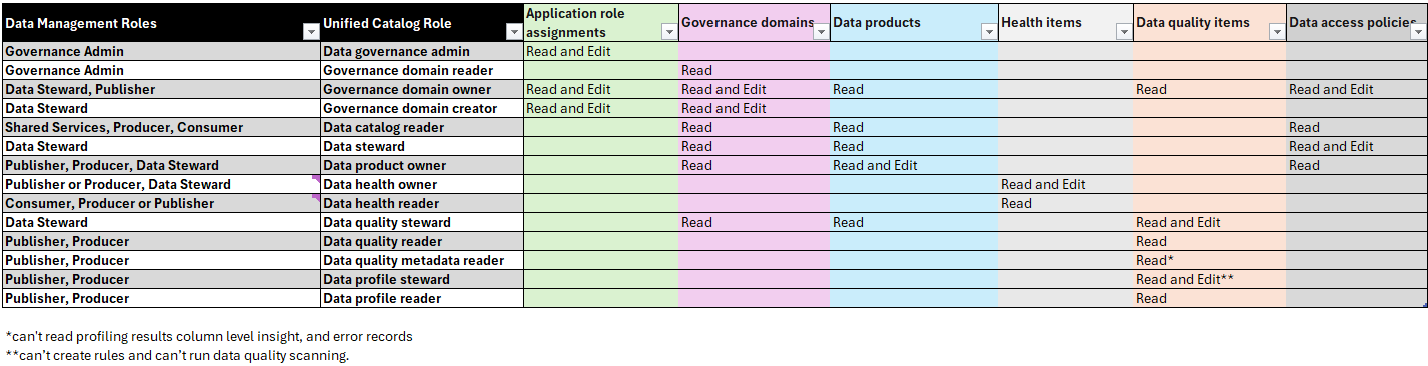 Data Management Roles Unified Catalog Role Application role assignments Governance domains Data products Health items Data quality items Data access policies
Governance Admin Data governance admin Read and Edit
Governance Admin Governance domain reader Read
Data Steward, Publisher Governance domain owner Read and Edit Read and Edit Read Read Read and Edit
Data Steward Governance domain creator Read and Edit Read and Edit
Shared Services, Producer, Consumer Data catalog reader Read Read Read
Data Steward Data steward Read Read Read and Edit
Publisher, Producer, Data Steward Data product owner Read Read and Edit Read
Publisher or Producer, Data Steward Data health owner Read and Edit
Consumer, Producer or Publisher Data health reader Read
Data Steward Data quality steward Read Read Read and Edit
Publisher, Producer Data quality reader Read
Publisher, Producer Data quality metadata reader Read*
Publisher, Producer Data profile steward Read and Edit**
Publisher, Producer Data profile reader Read
*can't read profiling results column level insight, and error records
**can't create rules and can't run data quality scanning.